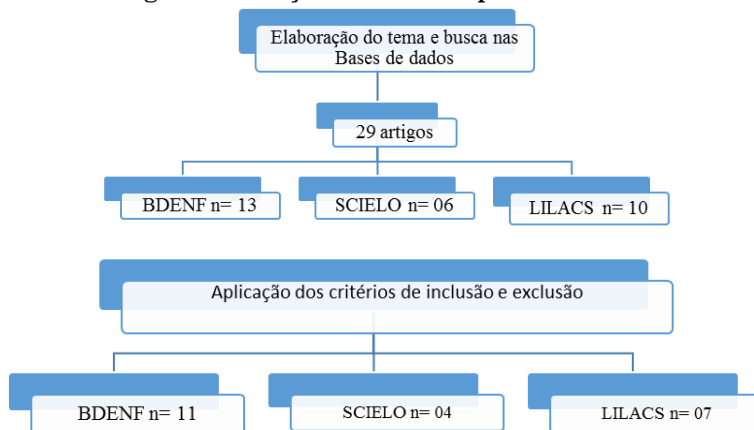 Elaboração do tema e busca nas
Bases de dados
29 artigos
BDENF n= 13
SCIELO n= 06
LILACS n= 10
Aplicação dos critérios de inclusão e exclusão
BDENF n= 11
SCIELO n= 04
LILACS n= 07